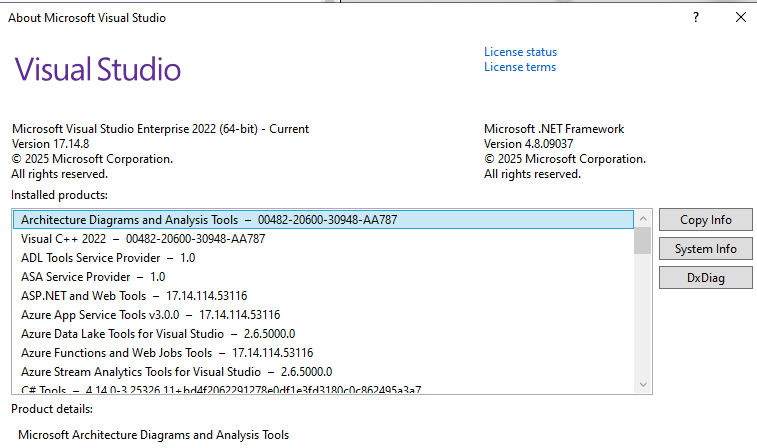 About Microsoft Visual Studio
? ×
Visual Studio
License status
License terms
Microsoft Visual Studio Enterprise 2022 (64-bit) - Current
Version 17.14.8
© 2025 Microsoft Corporation.
All rights reserved.
Microsoft .NET Framework
Version 4.8.09037
© 2025 Microsoft Corporation.
All rights reserved.
Installed products:
Architecture Diagrams and Analysis Tools – 00482-20600-30948-AA787
Visual C++ 2022 – 00482-20600-30948-AA787
ADL Tools Service Provider – 1.0
ASA Service Provider – 1.0
ASP.NET and Web Tools – 17.14.114.53116
Azure App Service Tools v3.0.0 – 17.14.114.53116
Azure Data Lake Tools for Visual Studio – 2.6.5000.0
Azure Functions and Web Jobs Tools – 17.14.114.53116
Azure Stream Analytics Tools for Visual Studio – 2.6.5000.0
C# Tools – 4.14.0-3.25326.11+bd4f2062291278e0df1e3fd3180c0c862495a3a7
Copy Info
System Info
DxDiag
Product details:
Microsoft Architecture Diagrams and Analysis Tools